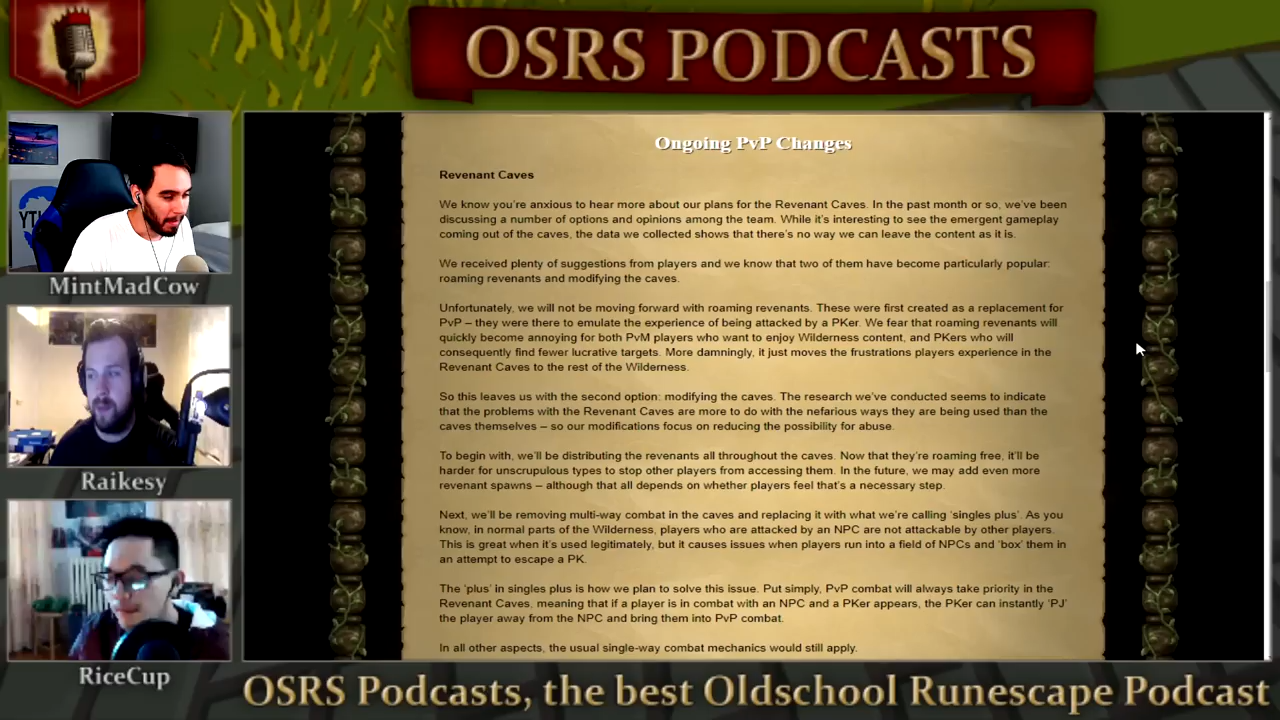 OSRS PODCASTS
MintMadCow
Raikesy
RiceCup
Ongoing PvP Changes
Revenant Caves
We know you're anxious to hear more about our plans for the Revenant Caves. In the past month or so, we've been
discussing a number of options and opinions among the team. While it's interesting to see the emergent gameplay
coming out of the caves, the data we collected shows that there's no way we can leave the content as it is.
We received plenty of suggestions from players and we know that two of them have become particularly popular:
roaming revenants and modifying the caves.
Unfortunately, we will not be moving forward with roaming revenants. These were first created as a replacement for
PvP – they were there to emulate the experience of being attacked by a PKer. We fear that roaming revenants will
quickly become annoying for both PvM players who want to enjoy Wilderness content, and PKers who will
consequently find fewer lucrative targets. More damningly, it just moves the frustrations players experience in the
Revenant Caves to the rest of the Wilderness.
So this leaves us with the second option: modifying the caves. The research we've conducted seems to indicate
that the problems with the Revenant Caves are more to do with the nefarious ways they are being used than the
caves themselves – so our modifications focus on reducing the possibility for abuse.
To begin with, we'll be distributing the revenants all throughout the caves. Now that they're roaming free, it'll be
harder for unscrupulous types to stop other players from accessing them. In the future, we may add even more
revenant spawns – although that all depends on whether players feel that's a necessary step.
Next, we'll be removing multi-way combat in the caves and replacing it with what we're calling 'singles plus'. As you
know, in normal parts of the Wilderness, players who are attacked by an NPC are not attackable by other players.
This is great when it's used legitimately, but it causes issues when players run into a field of NPCs and 'box' them in
an attempt to escape a PK.
The 'plus' in singles plus is how we plan to solve this issue. Put simply, PvP combat will always take priority in the
Revenant Caves, meaning that if a player is in combat with an NPC and a PKer appears, the PKer can instantly 'PJ'
the player away from the NPC and bring them into PvP combat.
In all other aspects, the usual single-way combat mechanics would still apply.
OSRS Podcasts, the best Oldschool Runescape Podcast